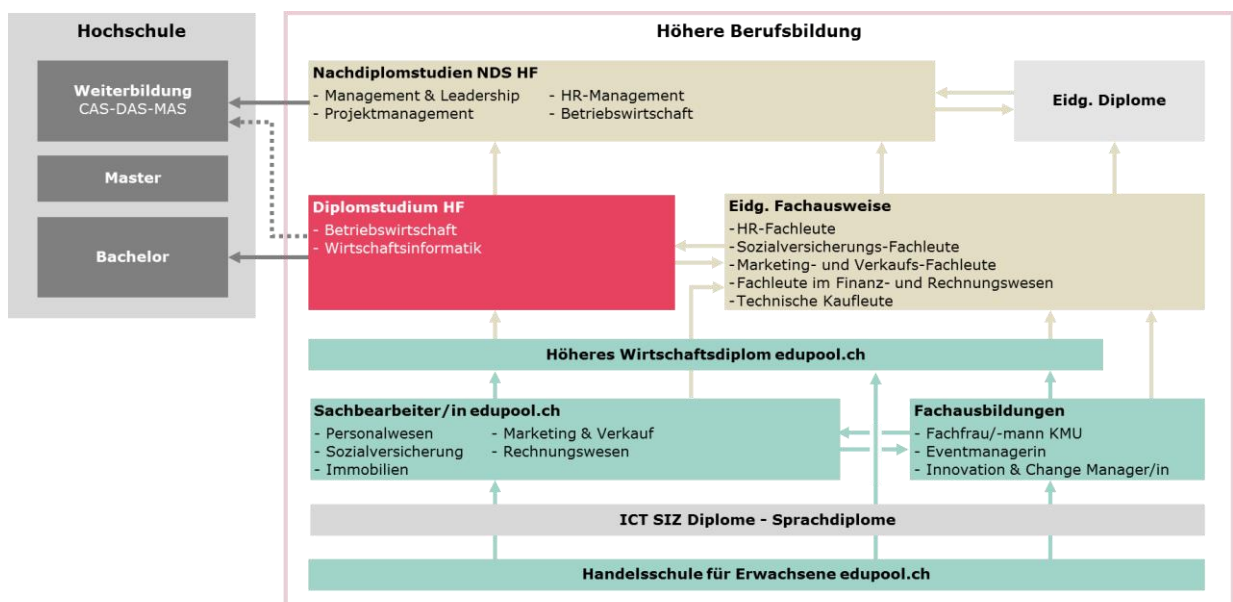 Hochschule
Weiterbildung
CAS-DAS-MAS
Master
Bachelor
Höhere Berufsbildung
Nachdiplomstudien NDS HF
- Management & Leadership
- HR-Management
- Projektmanagement
- Betriebswirtschaft
Eidg. Diplome
Diplomstudium HF
- Betriebswirtschaft
- Wirtschaftsinformatik
Eidg. Fachausweise
-HR-Fachleute
-Sozialversicherungs-Fachleute
-Marketing- und Verkaufs-Fachleute
-Fachleute im Finanz- und Rechnungswesen
-Technische Kaufleute
Höheres Wirtschaftsdiplom edupool.ch
Sachbearbeiter/in edupool.ch
- Personalwesen
- Marketing & Verkauf
- Sozialversicherung
- Rechnungswesen
- Immobilien
Fachausbildungen
- Fachfrau/-mann KMU
- Eventmanagerin
- Innovation & Change Manager/in
ICT SIZ Diplome - Sprachdiplome
Handelsschule für Erwachsene edupool.ch